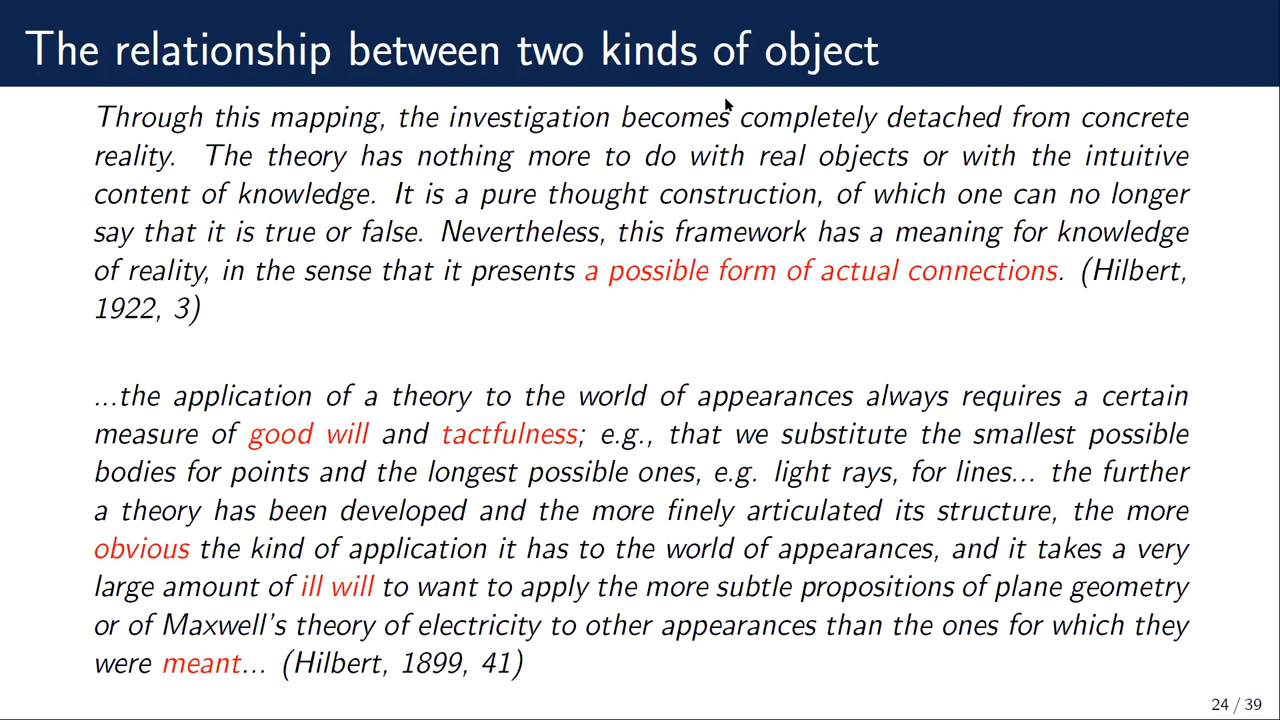 The relationship between two kinds of object
Through this mapping, the investigation becomes completely detached from concrete
reality. The theory has nothing more to do with real objects or with the intuitive
content of knowledge. It is a pure thought construction, of which one can no longer
say that it is true or false. Nevertheless, this framework has a meaning for knowledge
of reality, in the sense that it presents a possible form of actual connections. (Hilbert,
1922, 3)
...the application of a theory to the world of appearances always requires a certain
measure of good will and tactfulness; e.g., that we substitute the smallest possible
bodies for points and the longest possible ones, e.g. light rays, for lines... the further
a theory has been developed and the more finely articulated its structure, the more
obvious the kind of application it has to the world of appearances, and it takes a very
large amount of ill will to want to apply the more subtle propositions of plane geometry
or of Maxwell's theory of electricity to other appearances than the ones for which they
were meant... (Hilbert, 1899, 41)
24 / 39